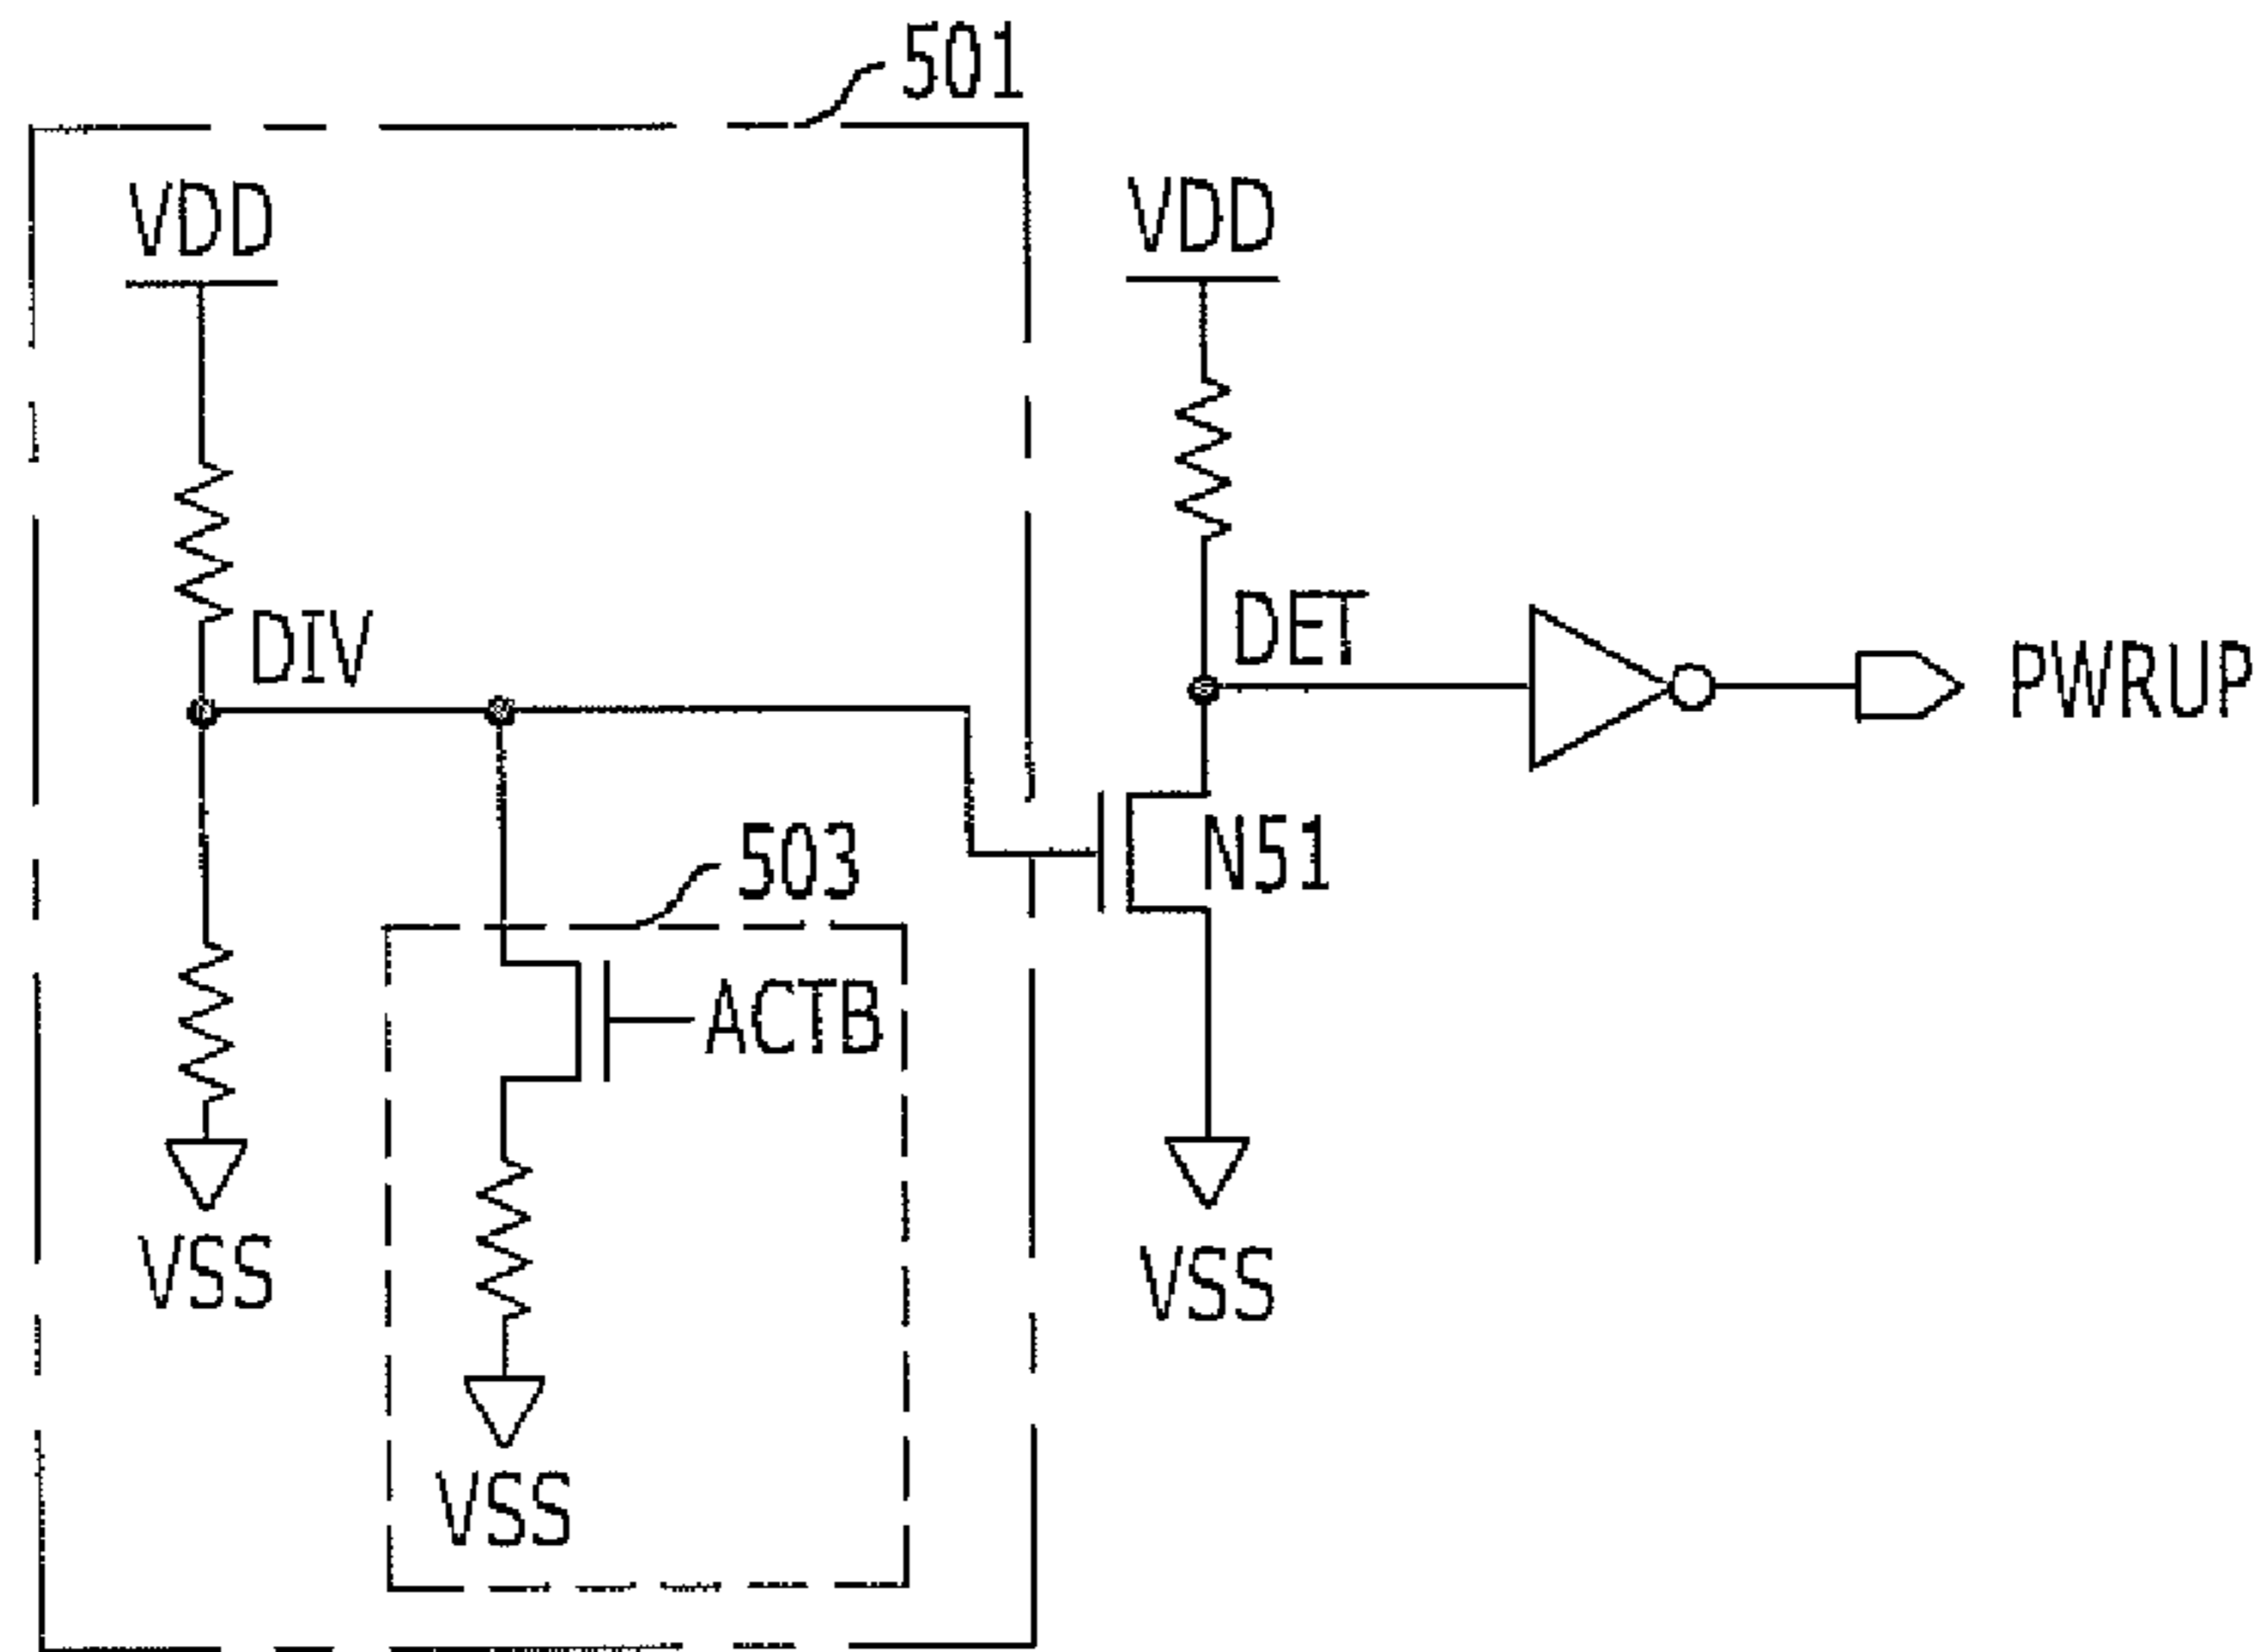 501
VDD
VDD
DIV
DET
PWRUP
N51
503
ACTB
VSS
VSS
VSS